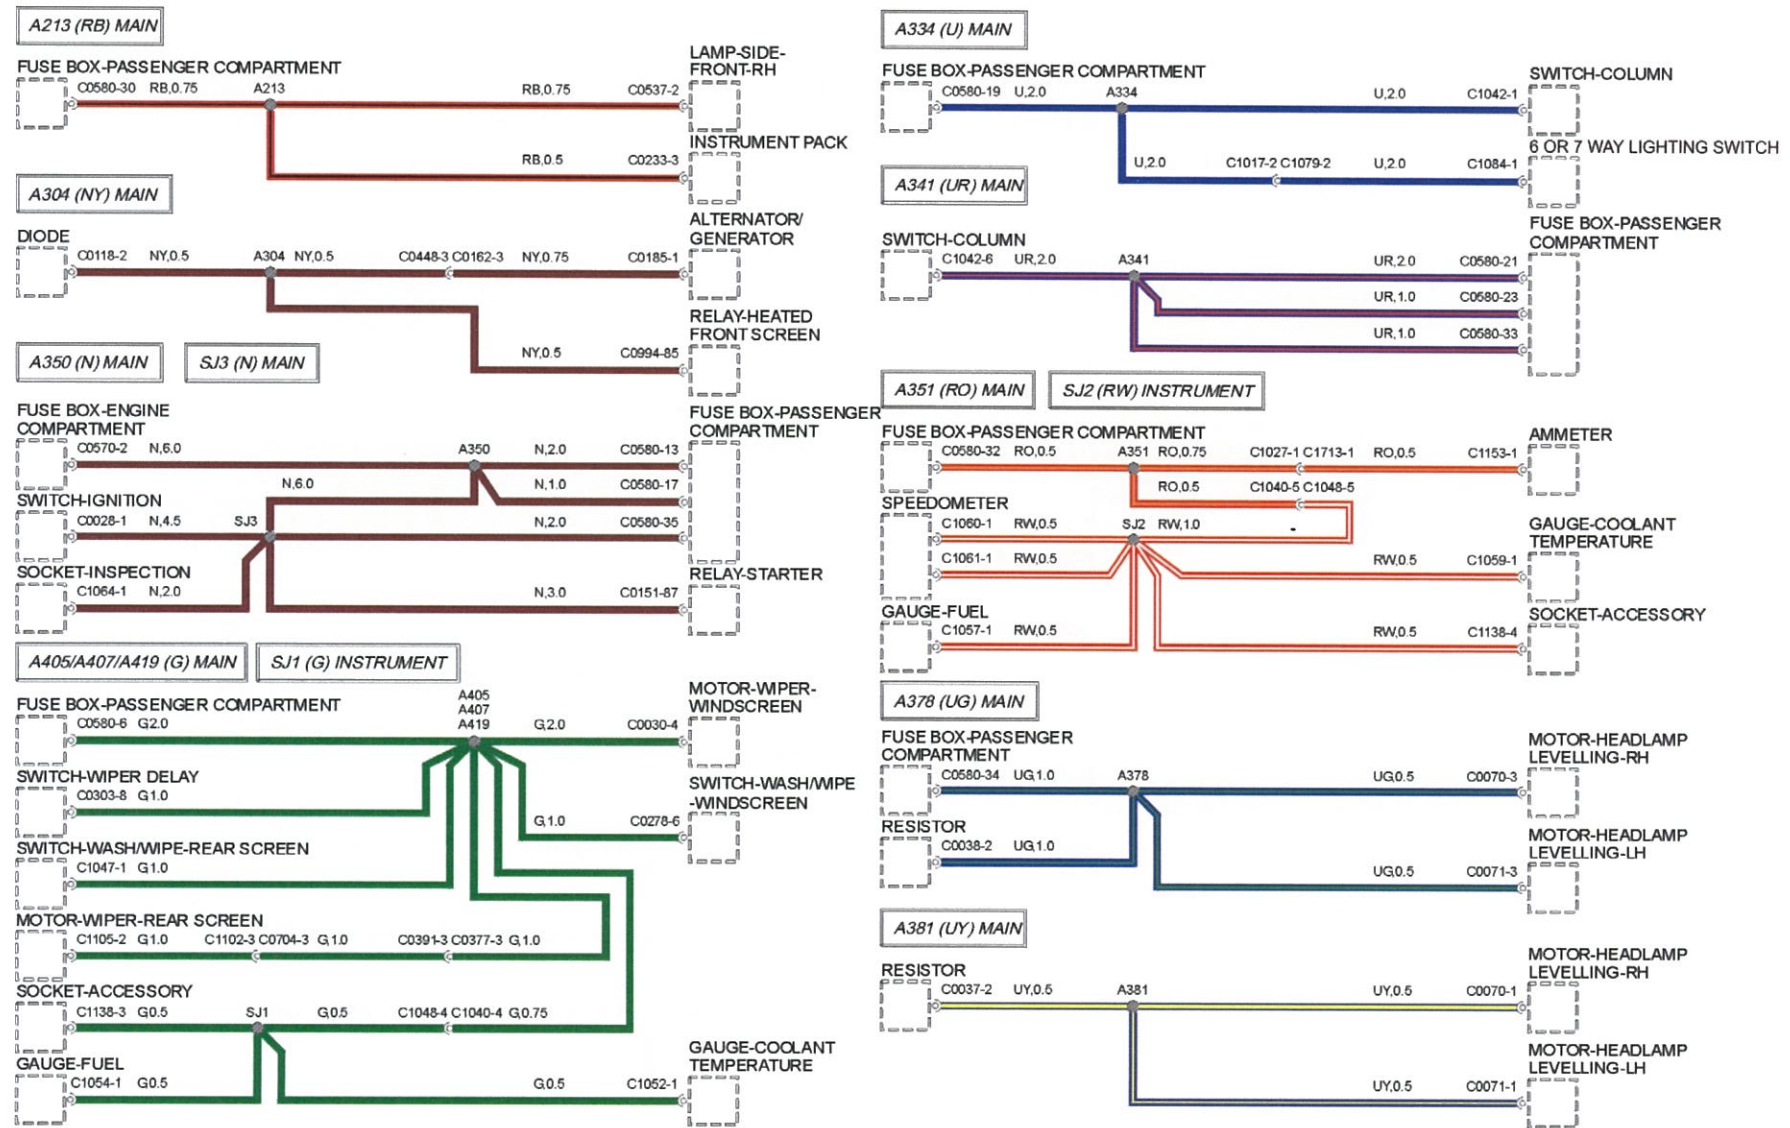 A213 (RB) MAIN
FUSE BOX-PASSENGER COMPARTMENT
C0580-30 RB,0.75 A213 RB,0.75 C0537-2
LAMP-SIDE-
FRONT-RH
RB,0.5 C0233-3
INSTRUMENT PACK
A304 (NY) MAIN
DIODE
C0118-2 NY,0.5 A304 NY,0.5 C0448-3 C0162-3 NY,0.75 C0185-1
ALTERNATOR/
GENERATOR
NY,0.5 C0994-85
RELAY-HEATED
FRONT SCREEN
A350 (N) MAIN SJ3 (N) MAIN
FUSE BOX-ENGINE
COMPARTMENT
C0570-2 N,6.0 A350 N,2.0 C0580-13
FUSE BOX-PASSENGER
COMPARTMENT
N,6.0 N,1.0 C0580-17
SWITCH-IGNITION
C0028-1 N,4.5 SJ3 N,2.0 C0580-35
SOCKET-INSPECTION
C1064-1 N,2.0 N,3.0 C0151-87
RELAY-STARTER
A405/A407/A419 (G) MAIN SJ1 (G) INSTRUMENT
FUSE BOX-PASSENGER COMPARTMENT
A405
A407
C0580-6 G2.0 A419 G,2.0 C0030-4
MOTOR-WIPER-
WINDSCREEN
SWITCH-WIPER DELAY
C0303-8 G1.0
SWITCH-WASH/WIPE
-WINDSCREEN
G,1.0 C0278-6
SWITCH-WASH/WIPE-REAR SCREEN
C1047-1 G1.0
MOTOR-WIPER-REAR SCREEN
C1105-2 G1.0 C1102-3 C0704-3 G,1.0 C0391-3 C0377-3 G,1.0
SOCKET-ACCESSORY
C1138-3 G0.5 SJ1 G,0.5 C1048-4 C1040-4 G,0.75
GAUGE-FUEL
C1054-1 G0.5 G0.5 C1052-1
GAUGE-COOLANT
TEMPERATURE
A334 (U) MAIN
FUSE BOX-PASSENGER COMPARTMENT
C0580-19 U,2.0 A334 U,2.0 C1042-1
SWITCH-COLUMN
U,2.0 C1017-2 C1079-2 U,2.0 C1084-1
6 OR 7 WAY LIGHTING SWITCH
A341 (UR) MAIN
SWITCH-COLUMN
C1042-6 UR,2.0 A341 UR,2.0 C0580-21
FUSE BOX-PASSENGER
COMPARTMENT
UR,1.0 C0580-23
UR,1.0 C0580-33
A351 (RO) MAIN SJ2 (RW) INSTRUMENT
FUSE BOX-PASSENGER COMPARTMENT
C0580-32 RO,0.5 A351 RO,0.75 C1027-1 C1713-1 RO,0.5 C1153-1
AMMETER
RO,0.5 C1040-5 C1048-5
SPEEDOMETER
C1060-1 RW,0.5 SJ2 RW,1.0
GAUGE-COOLANT
TEMPERATURE
C1061-1 RW,0.5 RW,0.5 C1059-1
GAUGE-FUEL
C1057-1 RW,0.5 RW,0.5 C1138-4
SOCKET-ACCESSORY
A378 (UG) MAIN
FUSE BOX-PASSENGER
COMPARTMENT
C0580-34 UG,1.0 A378 UG0.5 C0070-3
MOTOR-HEADLAMP
LEVELLING-RH
RESISTOR
C0038-2 UG,1.0
MOTOR-HEADLAMP
LEVELLING-LH
UG0.5 C0071-3
A381 (UY) MAIN
RESISTOR
C0037-2 UY,0.5 A381 UY,0.5 C0070-1
MOTOR-HEADLAMP
LEVELLING-RH
MOTOR-HEADLAMP
LEVELLING-LH
UY,0.5 C0071-1